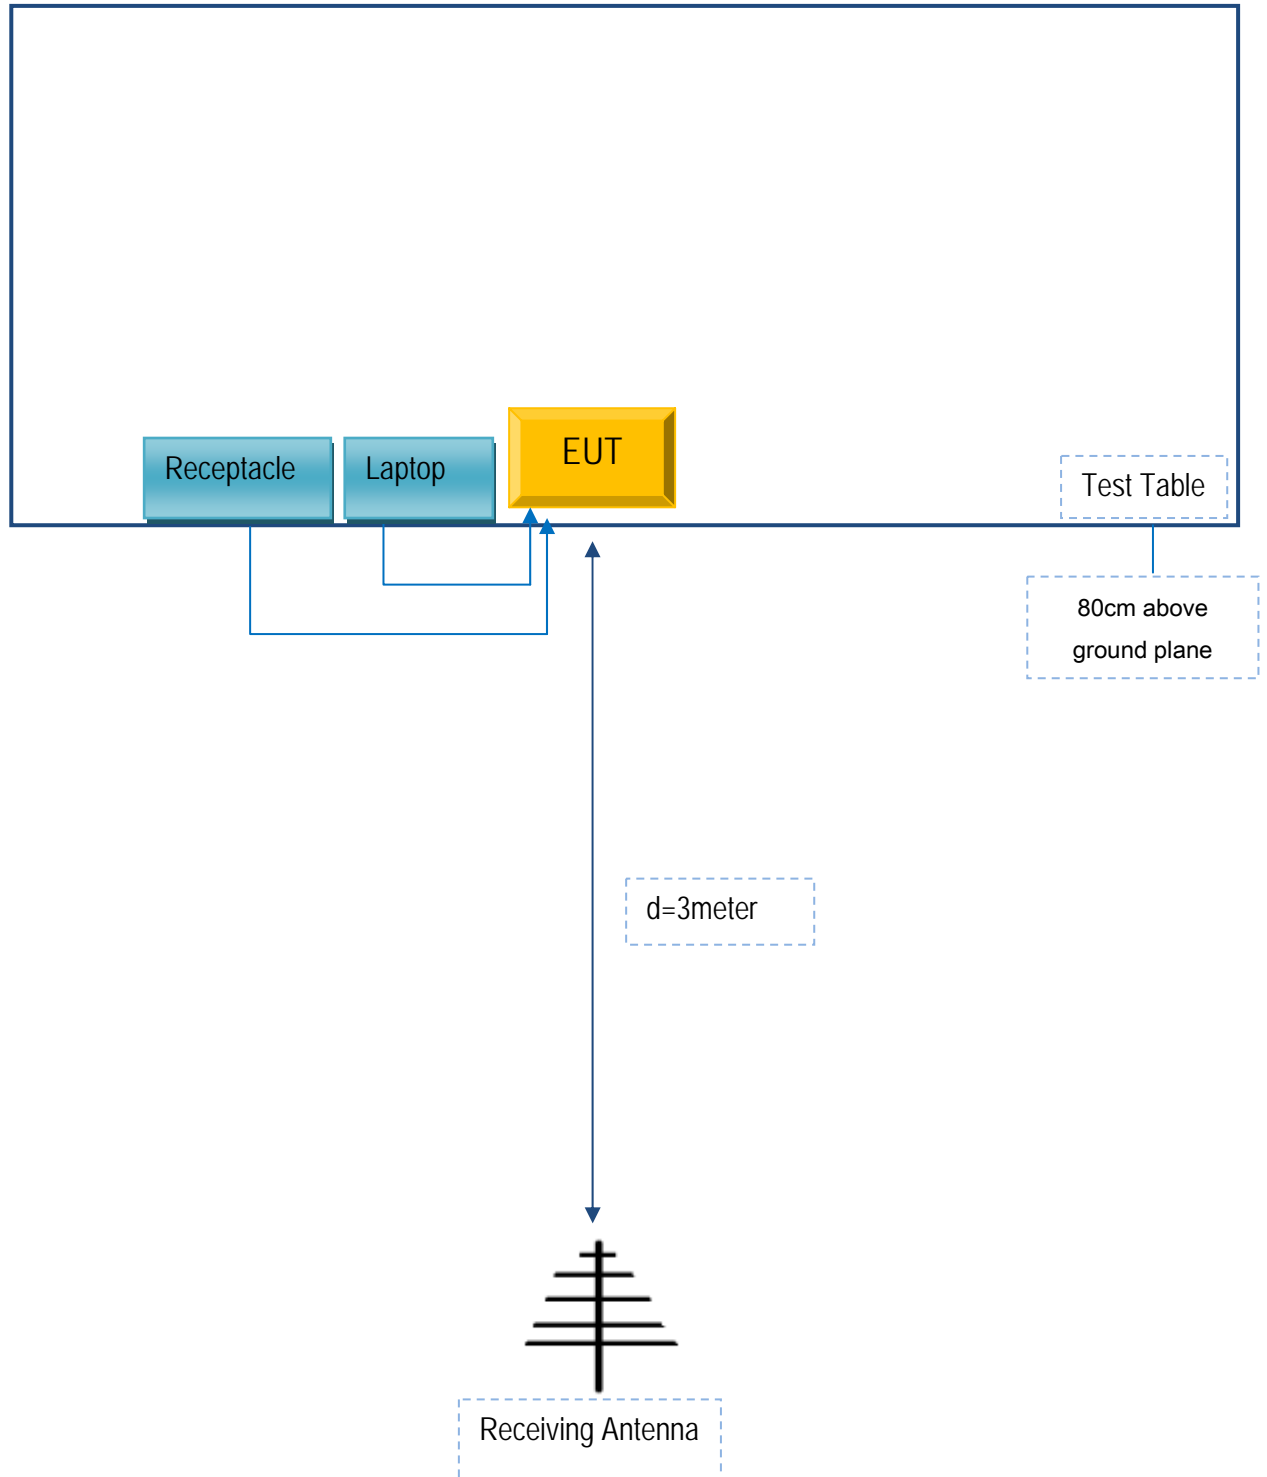 EUT
Receptacle
Laptop
Test Table
80cm above
ground plane
d=3meter
Receiving Antenna